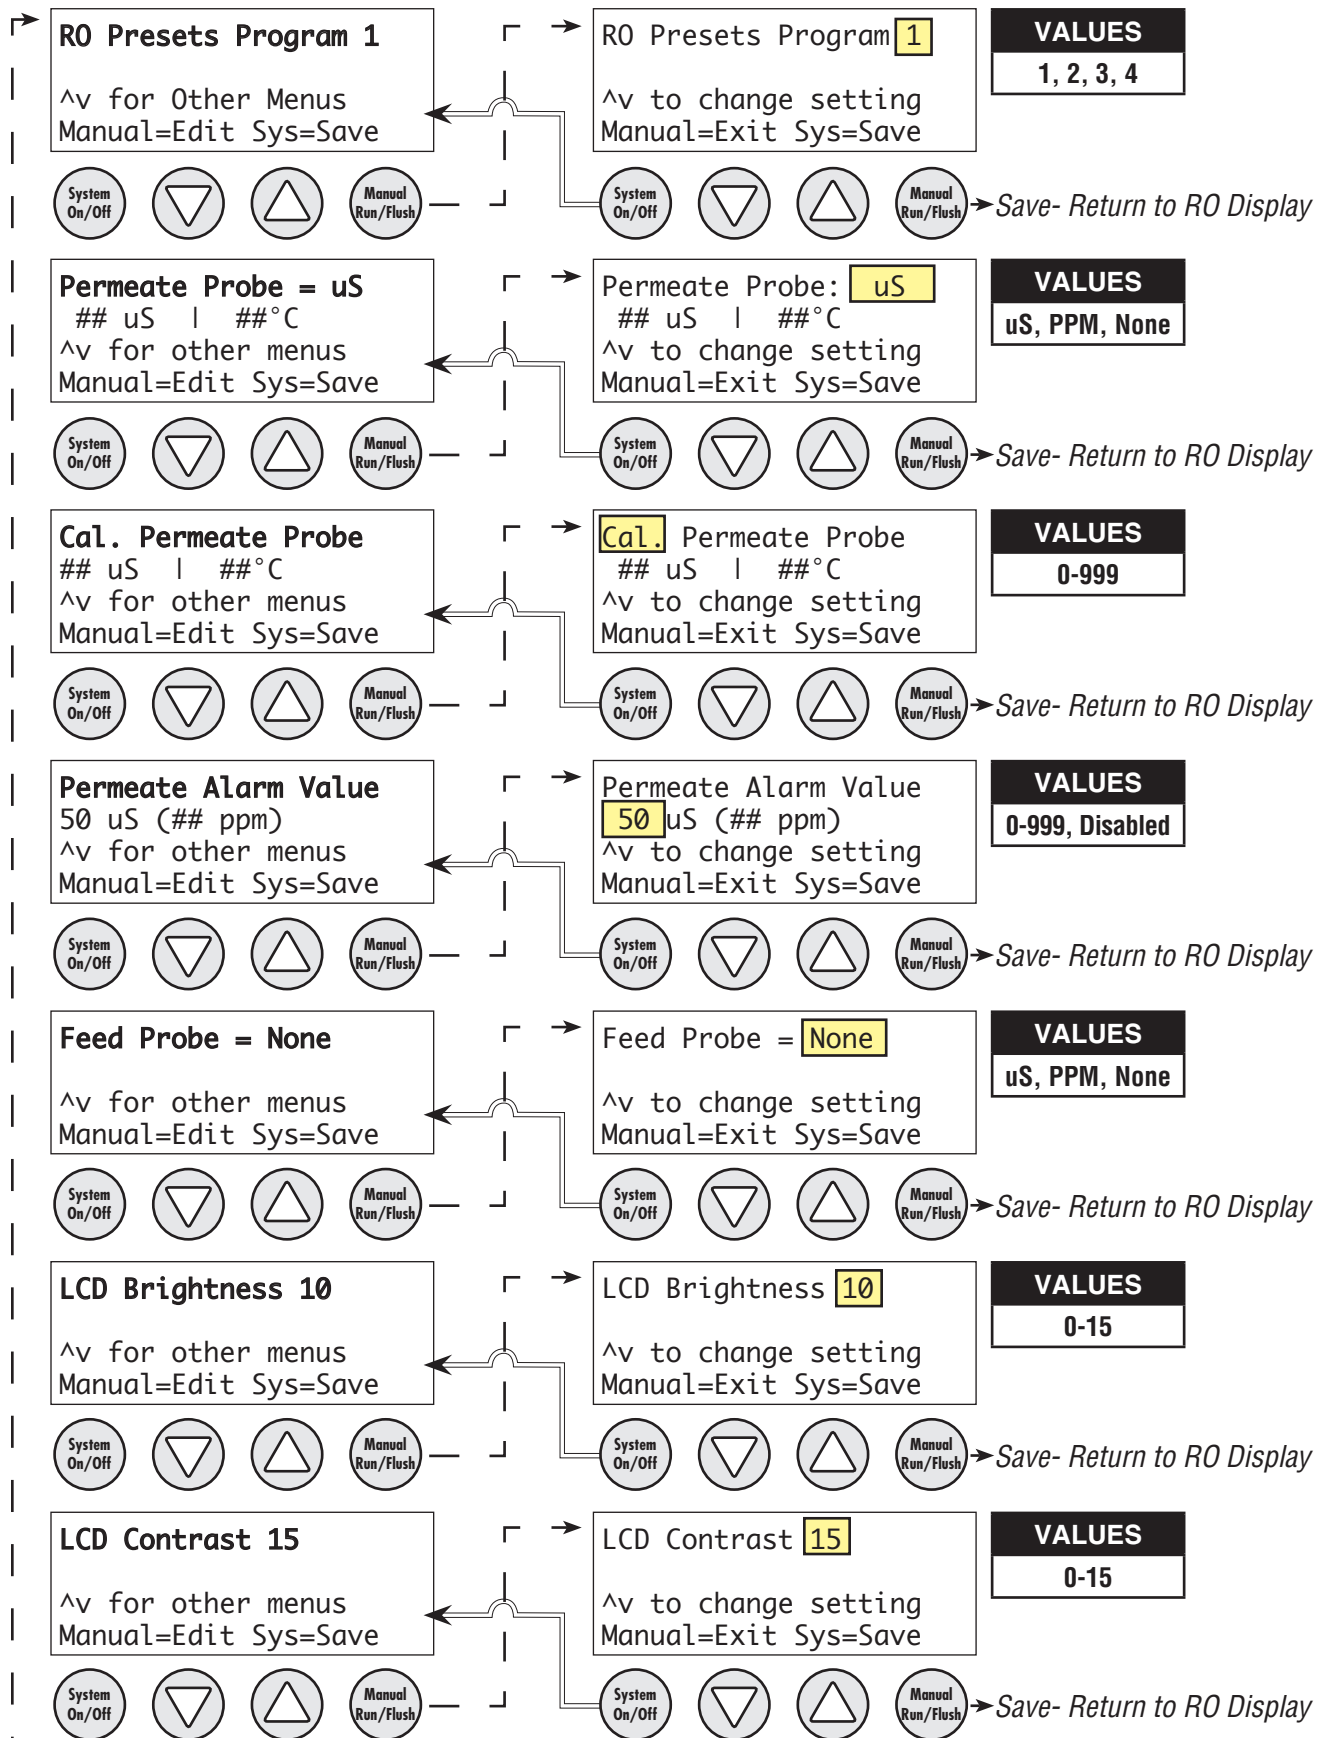 RO Presets Program 1
^v for Other Menus
Manual=Edit Sys=Save
System
On/Off
Manual
Run/Flush
RO Presets Program 1
^v to change setting
Manual=Exit Sys=Save
System
On/Off
Manual
Run/Flush
Save- Return to RO Display
VALUES
1, 2, 3, 4
Permeate Probe = uS
## uS | ##°C
^v for other menus
Manual=Edit Sys=Save
System
On/Off
Manual
Run/Flush
Permeate Probe: uS
## uS | ##°C
^v to change setting
Manual=Exit Sys=Save
System
On/Off
Manual
Run/Flush
Save- Return to RO Display
VALUES
uS, PPM, None
Cal. Permeate Probe
## uS | ##°C
^v for other menus
Manual=Edit Sys=Save
System
On/Off
Manual
Run/Flush
Cal. Permeate Probe
## uS | ##°C
^v to change setting
Manual=Exit Sys=Save
System
On/Off
Manual
Run/Flush
Save- Return to RO Display
VALUES
0-999
Permeate Alarm Value
50 uS (## ppm)
^v for other menus
Manual=Edit Sys=Save
System
On/Off
Manual
Run/Flush
Permeate Alarm Value
50 uS (## ppm)
^v to change setting
Manual=Exit Sys=Save
System
On/Off
Manual
Run/Flush
Save- Return to RO Display
VALUES
0-999, Disabled
Feed Probe = None
^v for other menus
Manual=Edit Sys=Save
System
On/Off
Manual
Run/Flush
Feed Probe = None
^v to change setting
Manual=Exit Sys=Save
System
On/Off
Manual
Run/Flush
Save- Return to RO Display
VALUES
uS, PPM, None
LCD Brightness 10
^v for other menus
Manual=Edit Sys=Save
System
On/Off
Manual
Run/Flush
LCD Brightness 10
^v to change setting
Manual=Exit Sys=Save
System
On/Off
Manual
Run/Flush
Save- Return to RO Display
VALUES
0-15
LCD Contrast 15
^v for other menus
Manual=Edit Sys=Save
System
On/Off
Manual
Run/Flush
LCD Contrast 15
^v to change setting
Manual=Exit Sys=Save
System
On/Off
Manual
Run/Flush
Save- Return to RO Display
VALUES
0-15